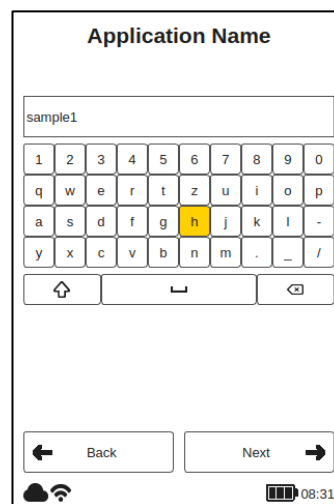 Application Name
sample1
1 2 3 4 5 6 7 8 9 0
q w e r t z u i o p
a s d f g h j k l -
y x c v b n m . _ /
Back Next
08:31